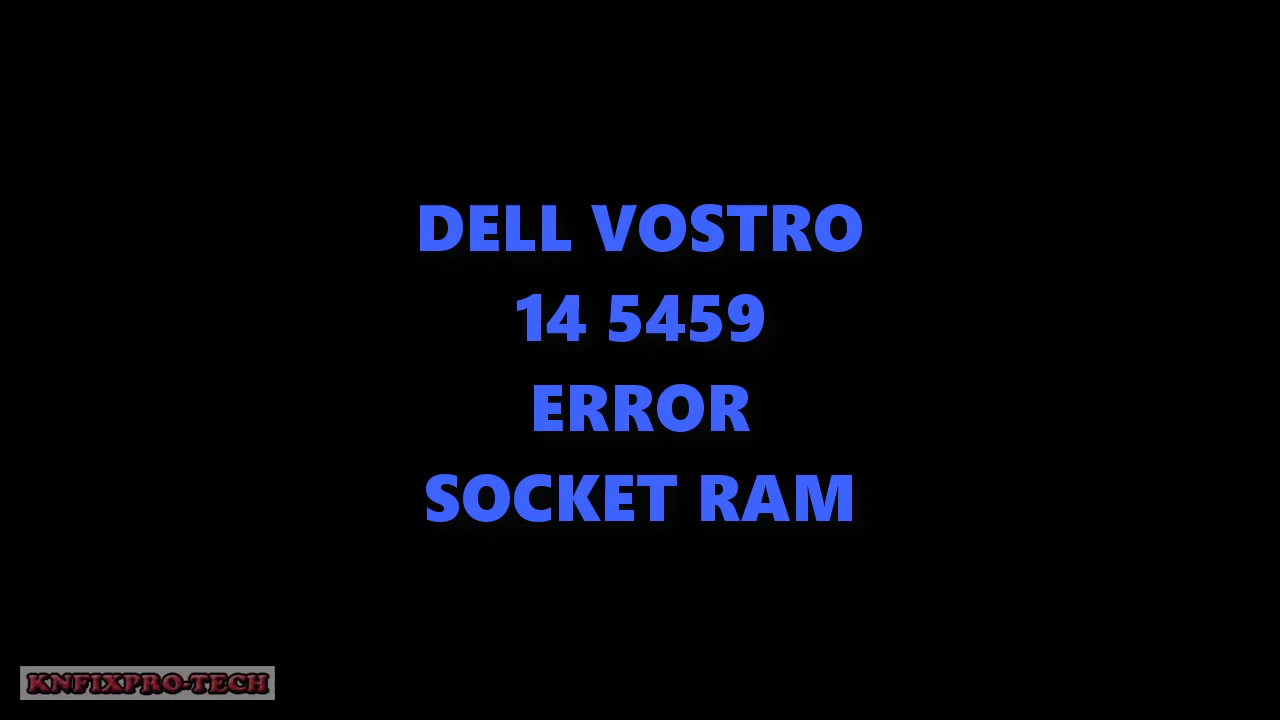 DELL VOSTRO
14 5459
ERROR
SOCKET RAM
KNFIXPRO-TECH